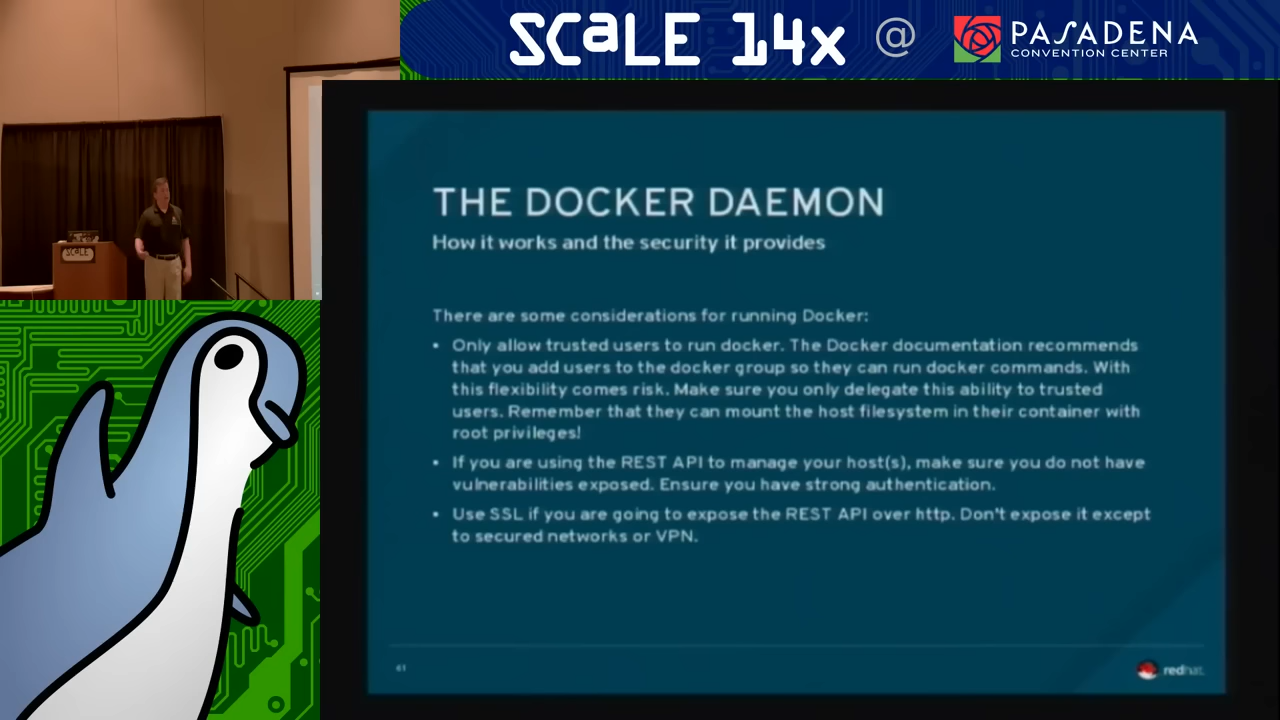 SCaLE 14x @ PASADENA
CONVENTION CENTER
SCALE
THE DOCKER DAEMON
How it works and the security it provides
There are some considerations for running Docker:
• Only allow trusted users to run docker. The Docker documentation recommends
that you add users to the docker group so they can run docker commands. With
this flexibility comes risk. Make sure you only delegate this ability to trusted
users. Remember that they can mount the host filesystem in their container with
root privileges!
• If you are using the REST API to manage your host(s), make sure you do not have
vulnerabilities exposed. Ensure you have strong authentication.
• Use SSL if you are going to expose the REST API over http. Don't expose it except
to secured networks or VPN.
61
redhat.